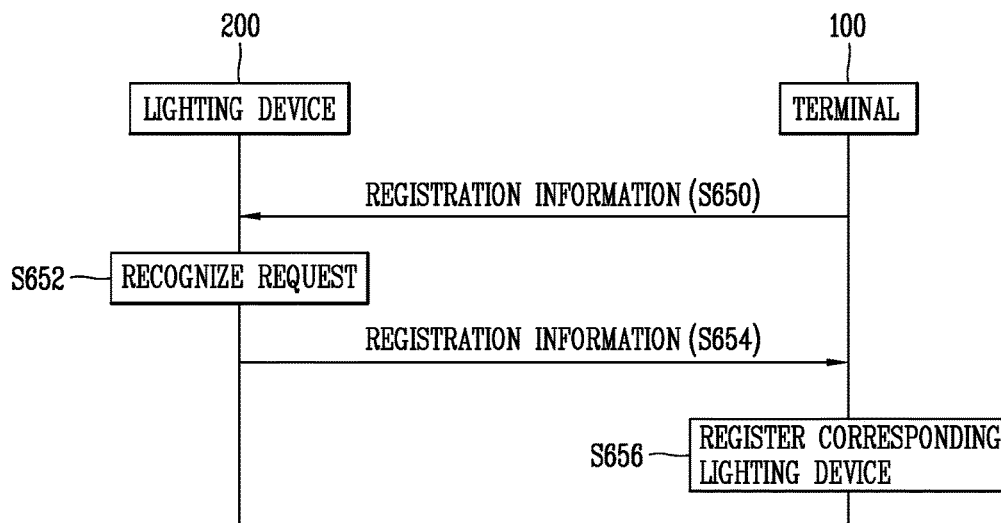 200
100
LIGHTING DEVICE
TERMINAL
REGISTRATION INFORMATION (S650)
S652
RECOGNIZE REQUEST
REGISTRATION INFORMATION (S654)
S656
REGISTER CORRESPONDING
LIGHTING DEVICE